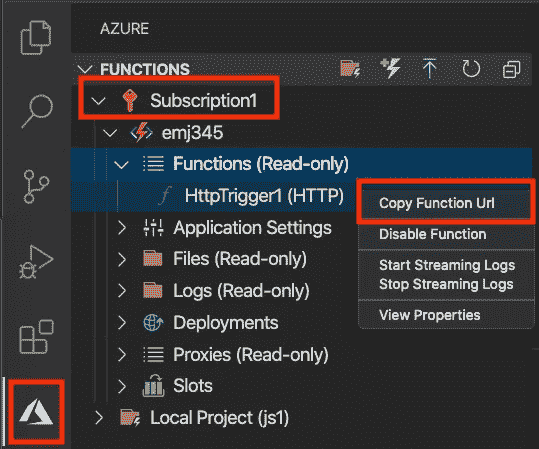 AZURE
FUNCTIONS
Subscription1
emj345
Functions (Read-only)
HttpTrigger1 (HTTP)
Copy Function Url
Disable Function
Start Streaming Logs
Stop Streaming Logs
View Properties
Application Settings
Files (Read-only)
Logs (Read-only)
Deployments
Proxies (Read-only)
Slots
Local Project (js1)